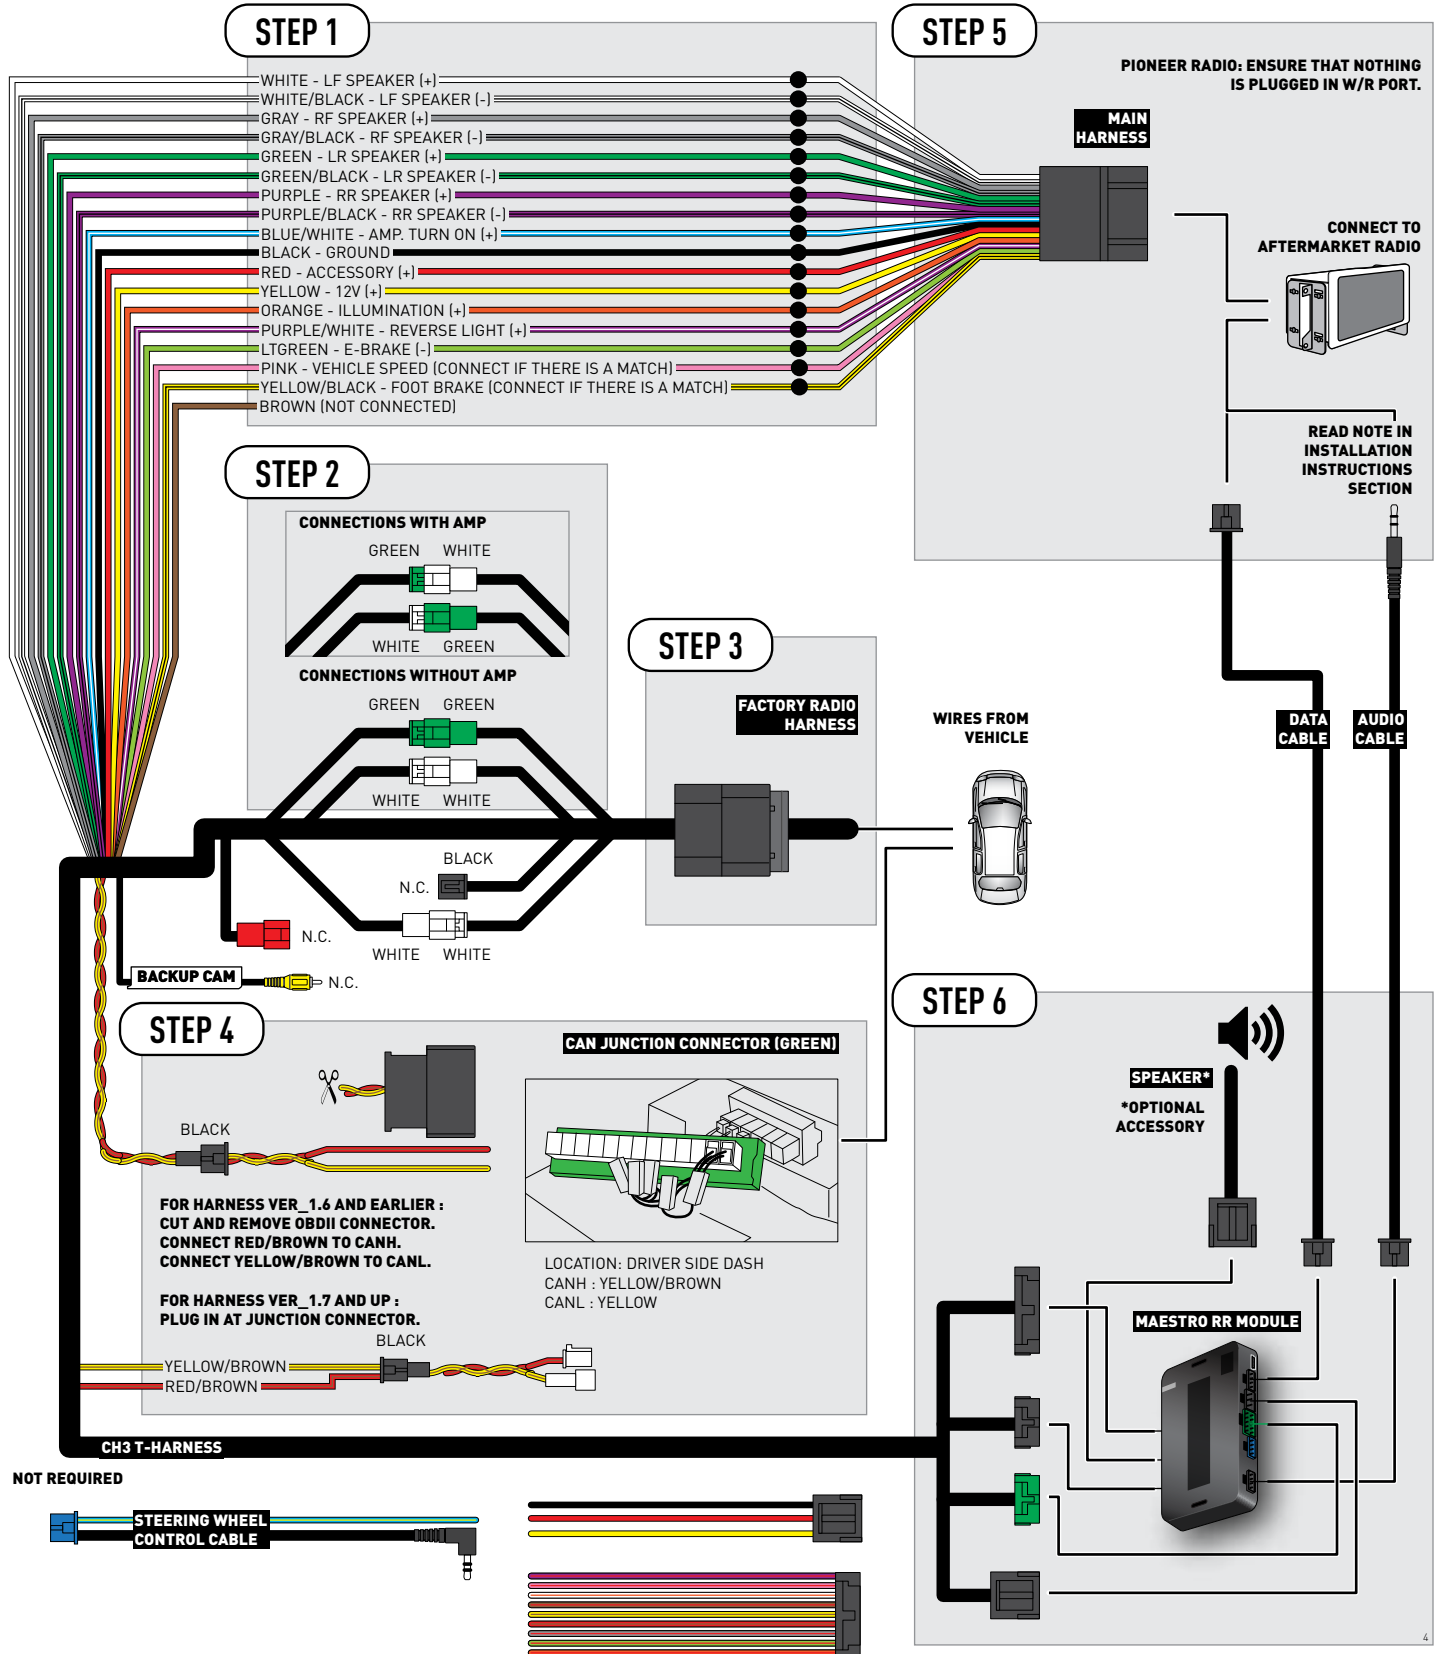 STEP 1
WHITE - LF SPEAKER (+)
WHITE/BLACK - LF SPEAKER (-)
GRAY - RF SPEAKER (+)
GRAY/BLACK - RF SPEAKER (-)
GREEN - LR SPEAKER (+)
GREEN/BLACK - LR SPEAKER (-)
PURPLE - RR SPEAKER (+)
PURPLE/BLACK - RR SPEAKER (-)
BLUE/WHITE - AMP. TURN ON (+)
BLACK - GROUND
RED - ACCESSORY (+)
YELLOW - 12V (+)
ORANGE - ILLUMINATION (+)
PURPLE/WHITE - REVERSE LIGHT (+)
LTGREEN - E-BRAKE (-)
PINK - VEHICLE SPEED (CONNECT IF THERE IS A MATCH)
YELLOW/BLACK - FOOT BRAKE (CONNECT IF THERE IS A MATCH)
BROWN (NOT CONNECTED)
STEP 5
PIONEER RADIO: ENSURE THAT NOTHING
IS PLUGGED IN W/R PORT.
MAIN
HARNESS
CONNECT TO
AFTERMARKET RADIO
READ NOTE IN
INSTALLATION
INSTRUCTIONS
SECTION
DATA
CABLE
AUDIO
CABLE
STEP 2
CONNECTIONS WITH AMP
GREEN WHITE
WHITE GREEN
CONNECTIONS WITHOUT AMP
GREEN GREEN
WHITE WHITE
BLACK
N.C.
WHITE WHITE
N.C.
BACKUP CAM
N.C.
STEP 3
FACTORY RADIO
HARNESS
WIRES FROM
VEHICLE
STEP 4
BLACK
FOR HARNESS VER_1.6 AND EARLIER :
CUT AND REMOVE OBDII CONNECTOR.
CONNECT RED/BROWN TO CANH.
CONNECT YELLOW/BROWN TO CANL.
FOR HARNESS VER_1.7 AND UP :
PLUG IN AT JUNCTION CONNECTOR.
BLACK
YELLOW/BROWN
RED/BROWN
CAN JUNCTION CONNECTOR (GREEN)
LOCATION: DRIVER SIDE DASH
CANH : YELLOW/BROWN
CANL : YELLOW
STEP 6
SPEAKER*
*OPTIONAL
ACCESSORY
MAESTRO RR MODULE
CH3 T-HARNESS
NOT REQUIRED
STEERING WHEEL
CONTROL CABLE
4